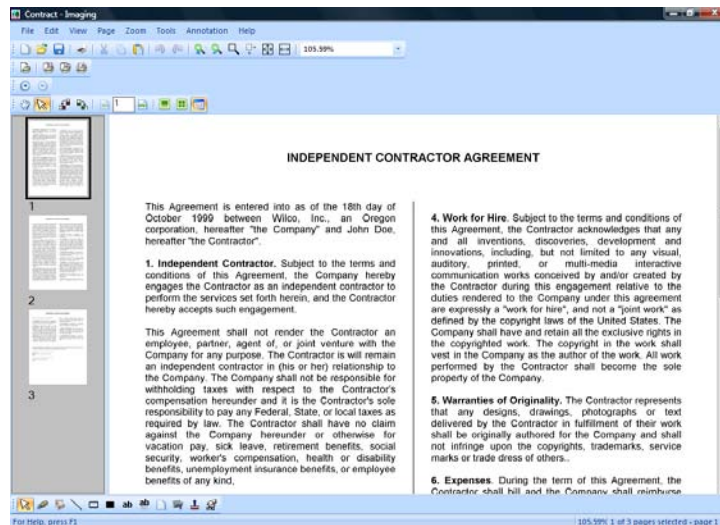 Contract - Imaging
File Edit View Page Zoom Tools Annotation Help
105.59%
1
INDEPENDENT CONTRACTOR AGREEMENT
This Agreement is entered into as of the 18th day of
October 1999 between Wilco, Inc., an Oregon
corporation, hereafter "the Company" and John Doe,
hereafter "the Contractor".
1. Independent Contractor. Subject to the terms and
conditions of this Agreement, the Company hereby
engages the Contractor as an independent contractor to
perform the services set forth herein, and the Contractor
hereby accepts such engagement.
This Agreement shall not render the Contractor an
employee, partner, agent of, or joint venture with the
Company for any purpose. The Contractor is will remain
an independent contractor in (his or her) relationship to
the Company. The Company shall not be responsible for
withholding taxes with respect to the Contractor's
compensation hereunder and it is the Contractor's sole
responsibility to pay any Federal, State, or local taxes as
required by law. The Contractor shall have no claim
against the Company hereunder or otherwise for
vacation pay, sick leave, retirement benefits, social
security, worker's compensation, health or disability
benefits, unemployment insurance benefits, or employee
benefits of any kind,
4. Work for Hire. Subject to the terms and conditions of
this Agreement, the Contractor acknowledges that any
and all inventions, discoveries, development and
innovations, including, but not limited to any visual,
auditory, printed, or multi-media interactive
communication works conceived by and/or created by
the Contractor during this engagement relative to the
duties rendered to the Company under this agreement
are expressly a "work for hire", and not a "joint work" as
defined by the copyright laws of the United States. The
Company shall have and retain all the exclusive rights in
the copyrighted work. The copyright in the work shall
vest in the Company as the author of the work. All work
performed by the Contractor shall become the sole
property of the Company.
5. Warranties of Originality. The Contractor represents
that any designs, drawings, photographs or text
delivered by the Contractor in fulfillment of their work
shall be originally authored for the Company and shall
not infringe upon the copyrights, trademarks, service
marks or trade dress of others..
6. Expenses. During the term of this Agreement, the
Contractor shall bill and the Company shall reimburse
1
2
3
ab ab
For Help, press F1
105.59% 1 of 3 pages selected - page 1